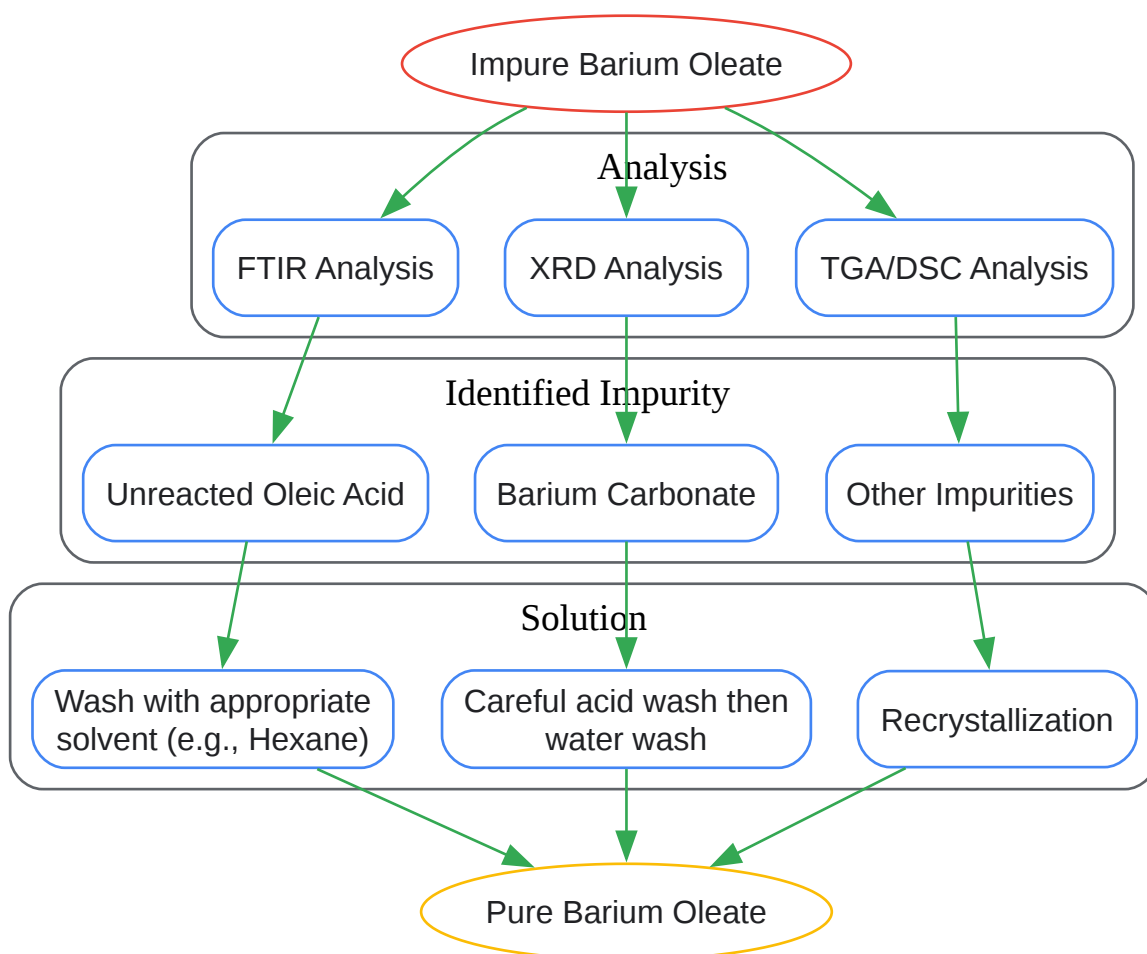 Impure Barium Oleate
Analysis
FTIR Analysis
XRD Analysis
TGA/DSC Analysis
Identified Impurity
Unreacted Oleic Acid
Barium Carbonate
Other Impurities
Solution
Wash with appropriate
solvent (e.g., Hexane)
Careful acid wash then
water wash
Recrystallization
Pure Barium Oleate